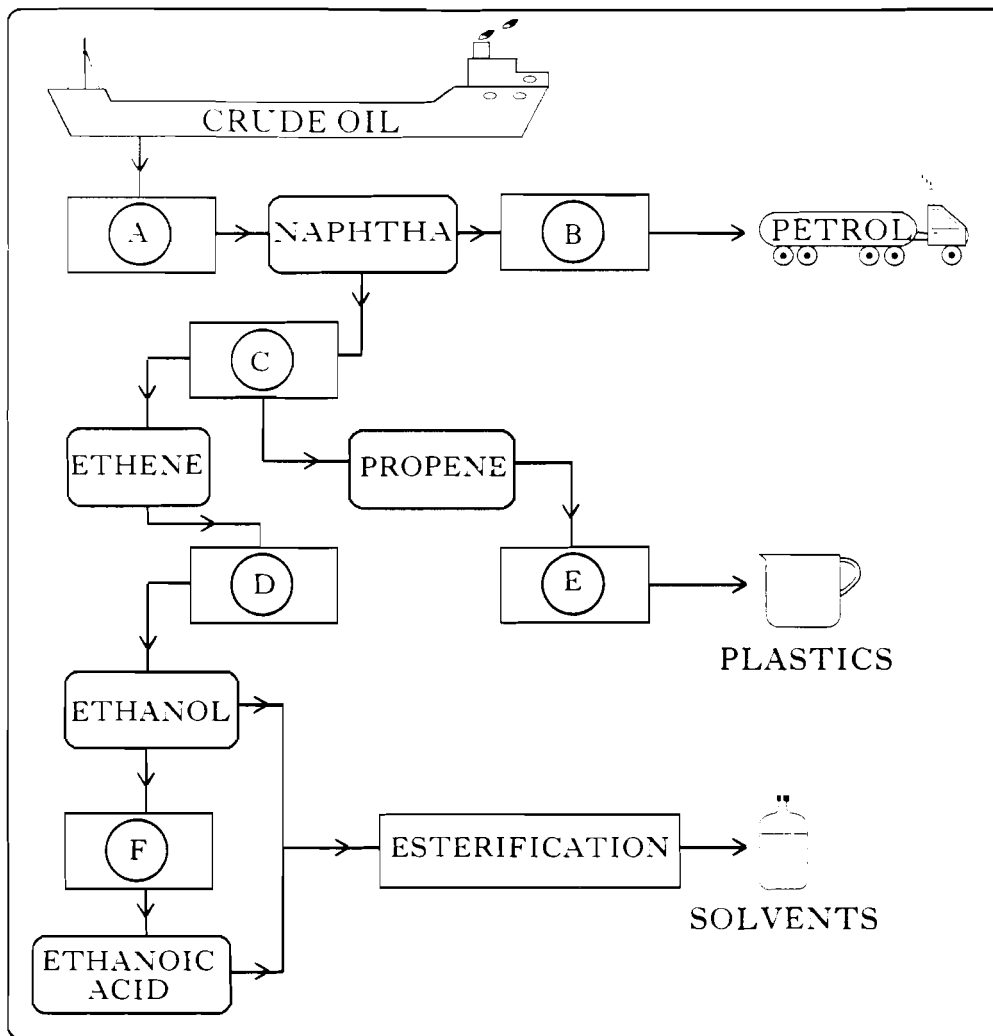 CRUDE OIL
A
NAPHTHA
B
PETROL
C
ETHENE
PROPENE
D
E
PLASTICS
ETHANOL
F
ESTERIFICATION
SOLVENTS
ETHANOIC
ACID